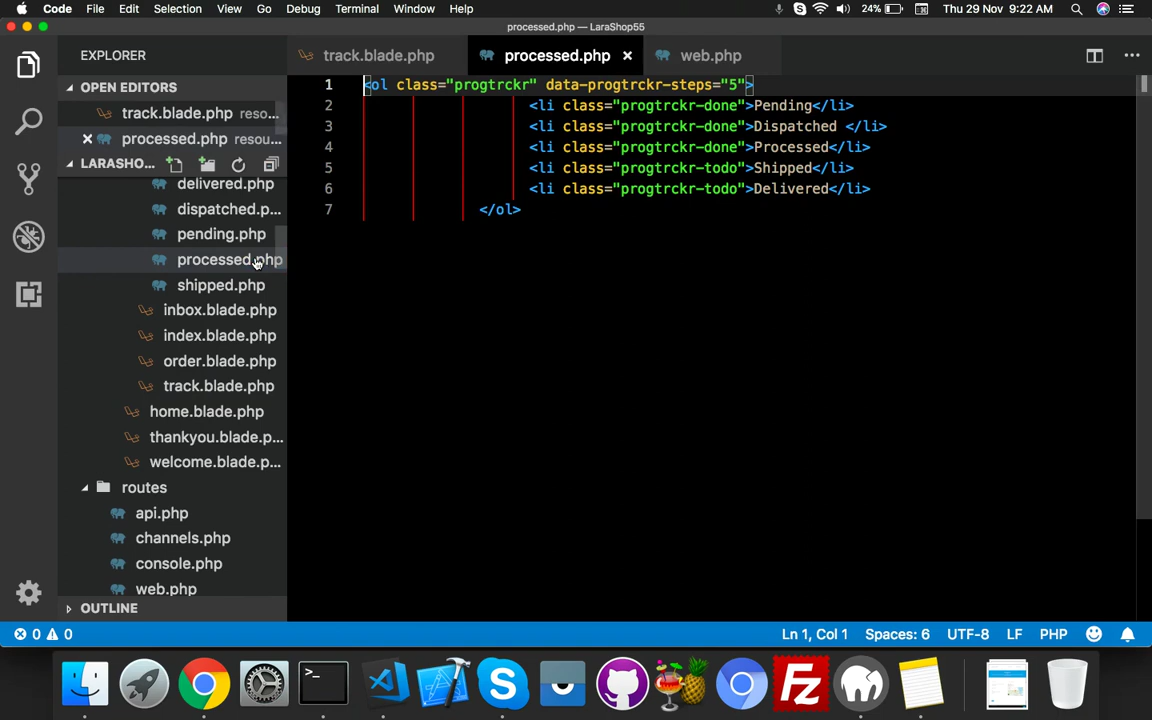 Code File Edit Selection View Go Debug Terminal Window Help 24% Thu 29 Nov 9:22 AM
processed.php — LaraShop55
EXPLORER
track.blade.php processed.php × web.php
OPEN EDITORS
track.blade.php reso...
× processed.php resou...
LARASHO...
delivered.php
dispatched.p...
pending.php
processed.php
shipped.php
inbox.blade.php
index.blade.php
order.blade.php
track.blade.php
home.blade.php
thankyou.blade.p...
welcome.blade.p...
routes
api.php
channels.php
console.php
web.php
OUTLINE
1 <ol class="progtrckr" data-progtrckr-steps="5">
2 <li class="progtrckr-done">Pending</li>
3 <li class="progtrckr-done">Dispatched </li>
4 <li class="progtrckr-done">Processed</li>
5 <li class="progtrckr-todo">Shipped</li>
6 <li class="progtrckr-todo">Delivered</li>
7 </ol>
0 0 Ln 1, Col 1 Spaces: 6 UTF-8 LF PHP